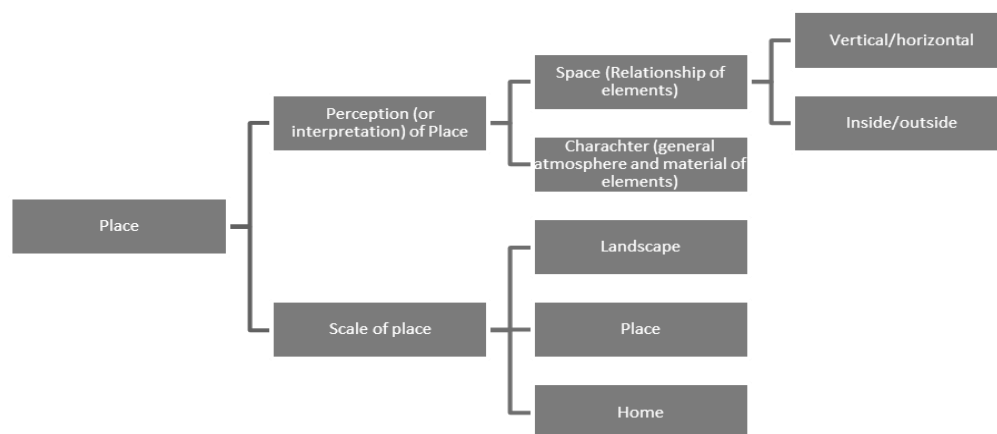 Place
Perception (or
interpretation) of Place
Space (Relationship of
elements)
Vertical/horizontal
Inside/outside
Charachter (general
atmosphere and material of
elements)
Scale of place
Landscape
Place
Home